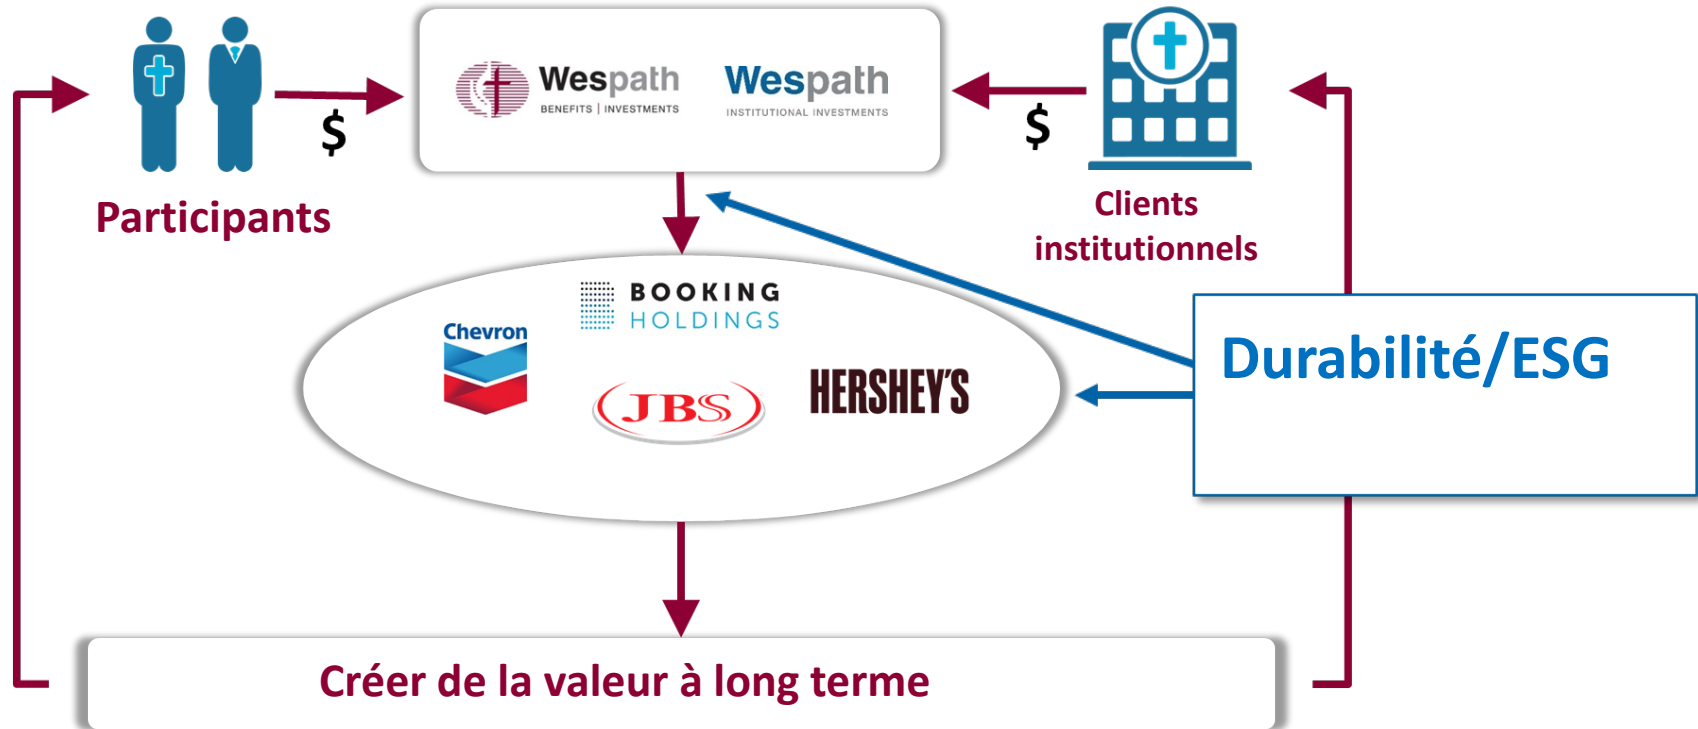 Wespath
BENEFITS | INVESTMENTS
Wespath
INSTITUTIONAL INVESTMENTS
$
$
Participants
Clients
institutionnels
BOOKING
HOLDINGS
Chevron
JBS
HERSHEY'S
Durabilité/ESG
Créer de la valeur à long terme